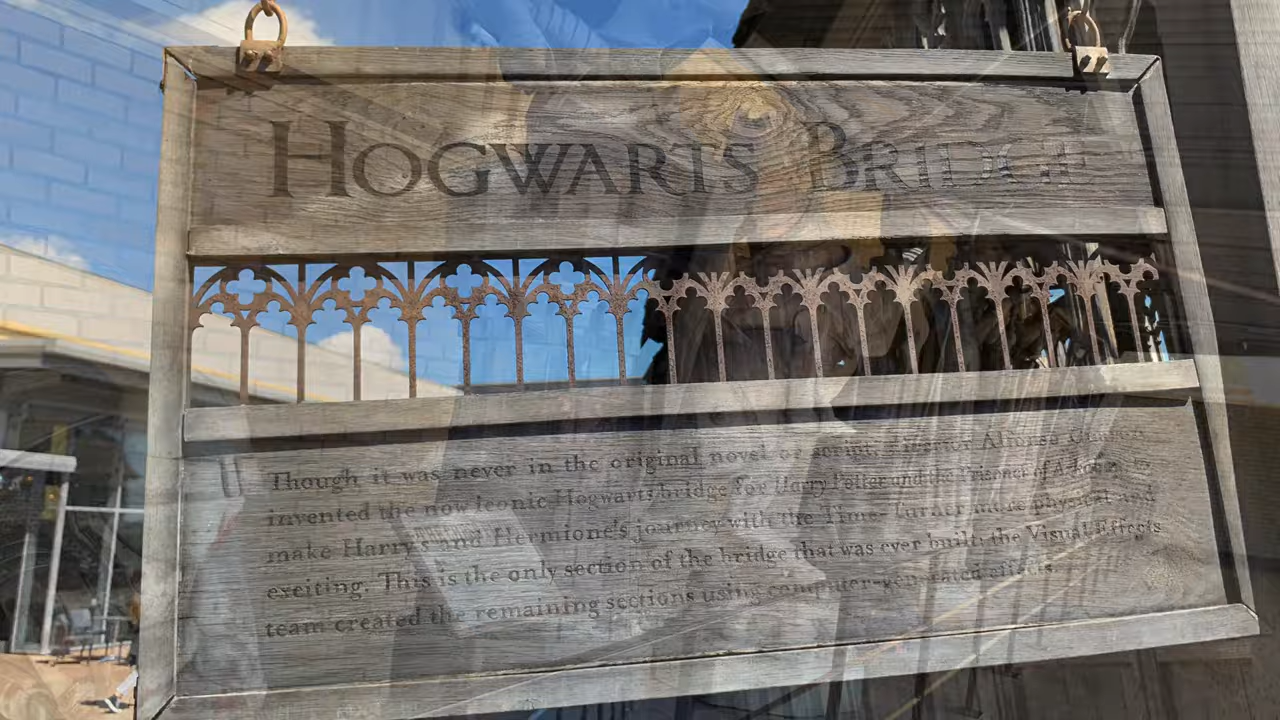 HOGWARTS BRIDGE
Though it was never in the original novel or script, Director Alfonso Cuarón
invented the now iconic Hogwarts bridge for Harry Potter and the Prisoner of Azkaban to
make Harry's and Hermione's journey with the Time-Turner more physical and
exciting. This is the only section of the bridge that was ever built; the Visual Effects
team created the remaining sections using computer-generated effects.